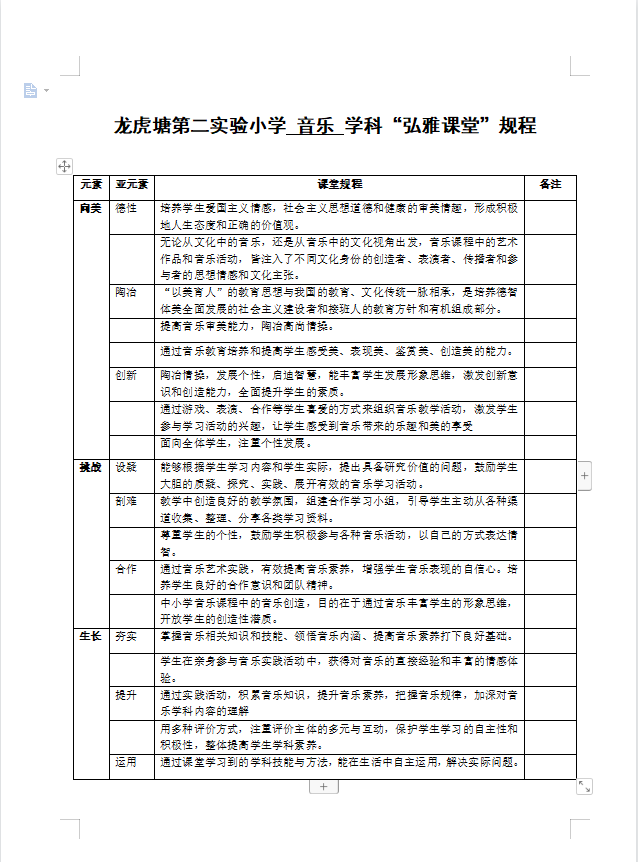 龙虎塘第二实验小学 音乐 学科“弘雅课堂”规程
元素 亚元素 课堂规程 备注
向美 德性 培养学生爱国主义情感，社会主义思想道德和健康的审美情趣，形成积极
地人生态度和正确的价值观。
无论从文化中的音乐，还是从音乐中的文化视角出发，音乐课程中的艺术
作品和音乐活动，皆注入了不同文化身份的创造者、表演者、传播者和参
与者的思想情感和文化主张。
陶冶 “以美育人”的教育思想与我国的教育、文化传统一脉相承，是培养德智
体美全面发展的社会主义建设者和接班人的教育方针和有机组成部分。
提高音乐审美能力，陶冶高尚情操。
通过音乐教育培养和提高学生感受美、表现美、鉴赏美、创造美的能力。
创新 陶冶情操，发展个性，启迪智慧，能丰富学生发展形象思维，激发创新意
识和创造能力，全面提升学生的素质。
通过游戏、表演、合作等学生喜爱的方式来组织音乐教学活动，激发学生
参与学习活动的兴趣，让学生感受到音乐带来的乐趣和美的享受
面向全体学生，注重个性发展。
挑战 设疑 能够根据学生学习内容和学生实际，提出具备研究价值的问题，鼓励学生
大胆的质疑、探究、实践、展开有效的音乐学习活动。
剖难 教学中创造良好的教学氛围，组建合作学习小组，引导学生主动从各种渠
道收集、整理、分享各类学习资料。
尊重学生的个性，鼓励学生积极参与各种音乐活动，以自己的方式表达情
智。
合作 通过音乐艺术实践，有效提高音乐素养，增强学生音乐表现的自信心。培
养学生良好的合作意识和团队精神。
中小学音乐课程中的音乐创造，目的在于通过音乐丰富学生的形象思维，
开放学生的创造性潜质。
生长 夯实 掌握音乐相关知识和技能、领悟音乐内涵、提高音乐素养打下良好基础。
学生在亲身参与音乐实践活动中，获得对音乐的直接经验和丰富的情感体
验。
提升 通过实践活动，积累音乐知识，提升音乐素养，把握音乐规律，加深对音
乐学科内容的理解
用多种评价方式，注重评价主体的多元与互动，保护学生学习的自主性和
积极性，整体提高学生学科素养。
运用 通过课堂学习到的学科技能与方法，能在生活中自主运用，解决实际问题。